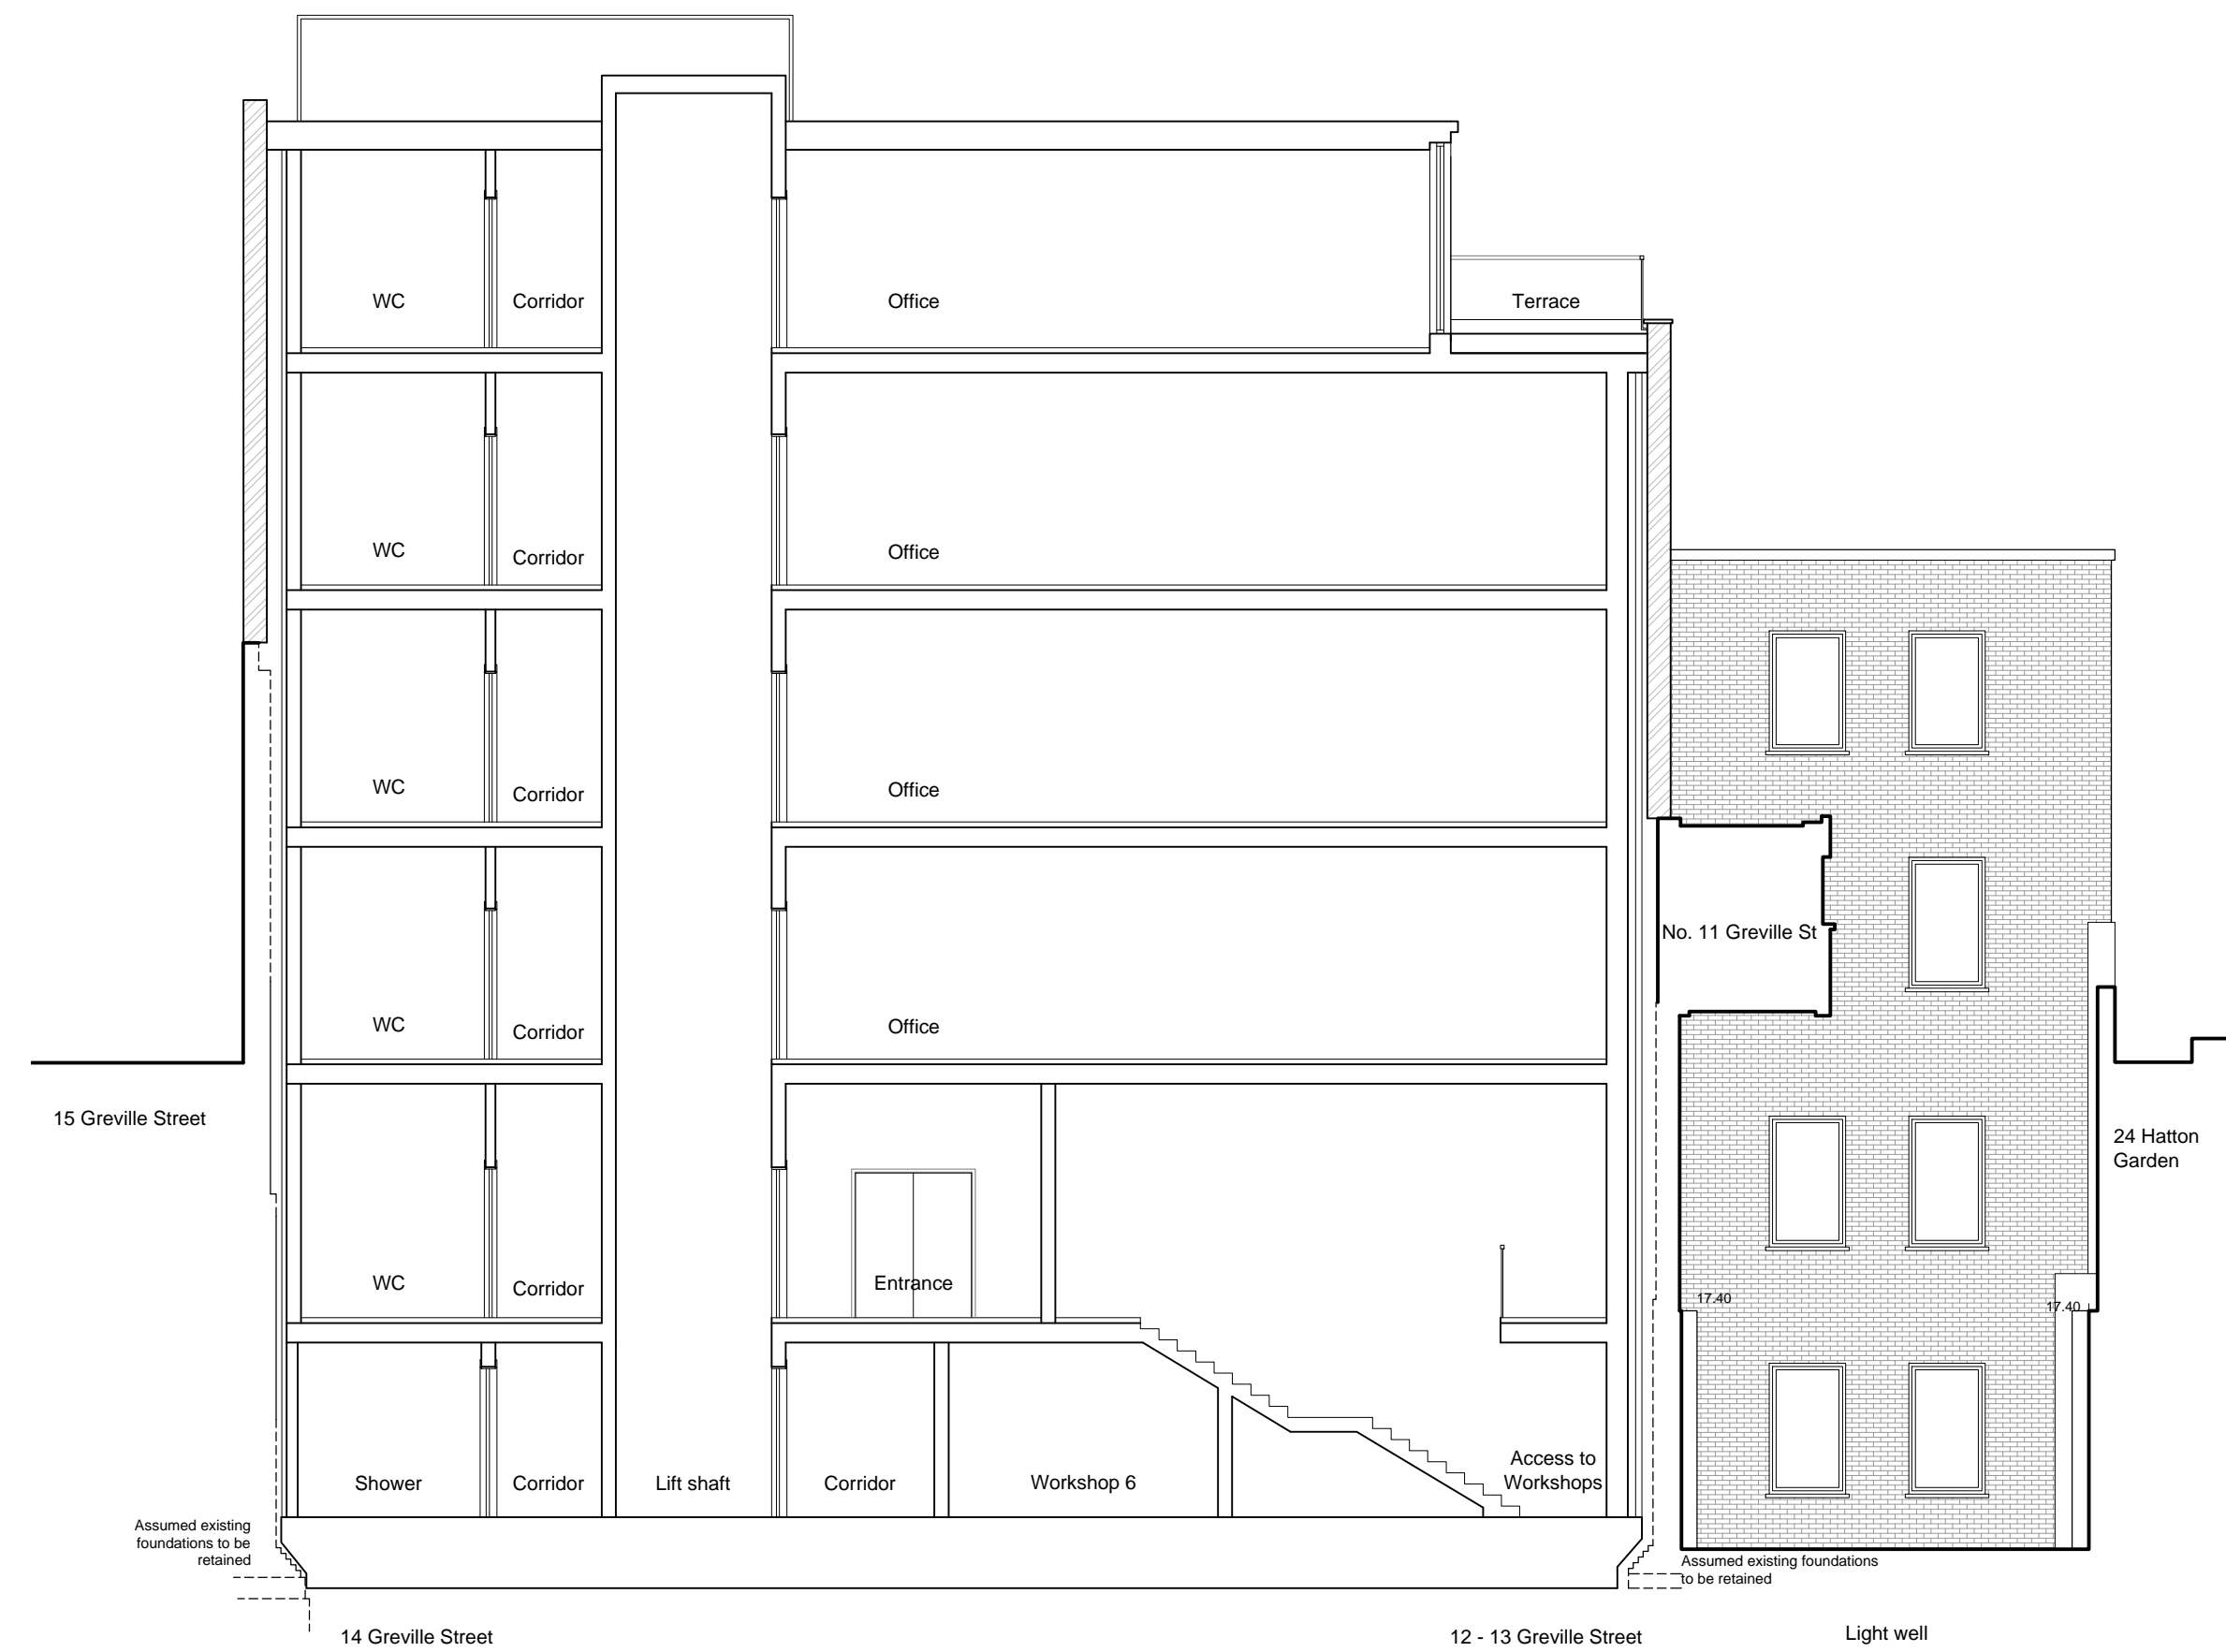 WC
Corridor
Office
Terrace
WC
Corridor
Office
WC
Corridor
Office
No. 11 Greville St
WC
Corridor
Office
15 Greville Street
24 Hatton
Garden
WC
Corridor
Entrance
17.40
17.40
Shower
Corridor
Lift shaft
Corridor
Workshop 6
Access to
Workshops
Assumed existing
foundations to be
retained
Assumed existing foundations
to be retained
14 Greville Street
12 - 13 Greville Street
Light well